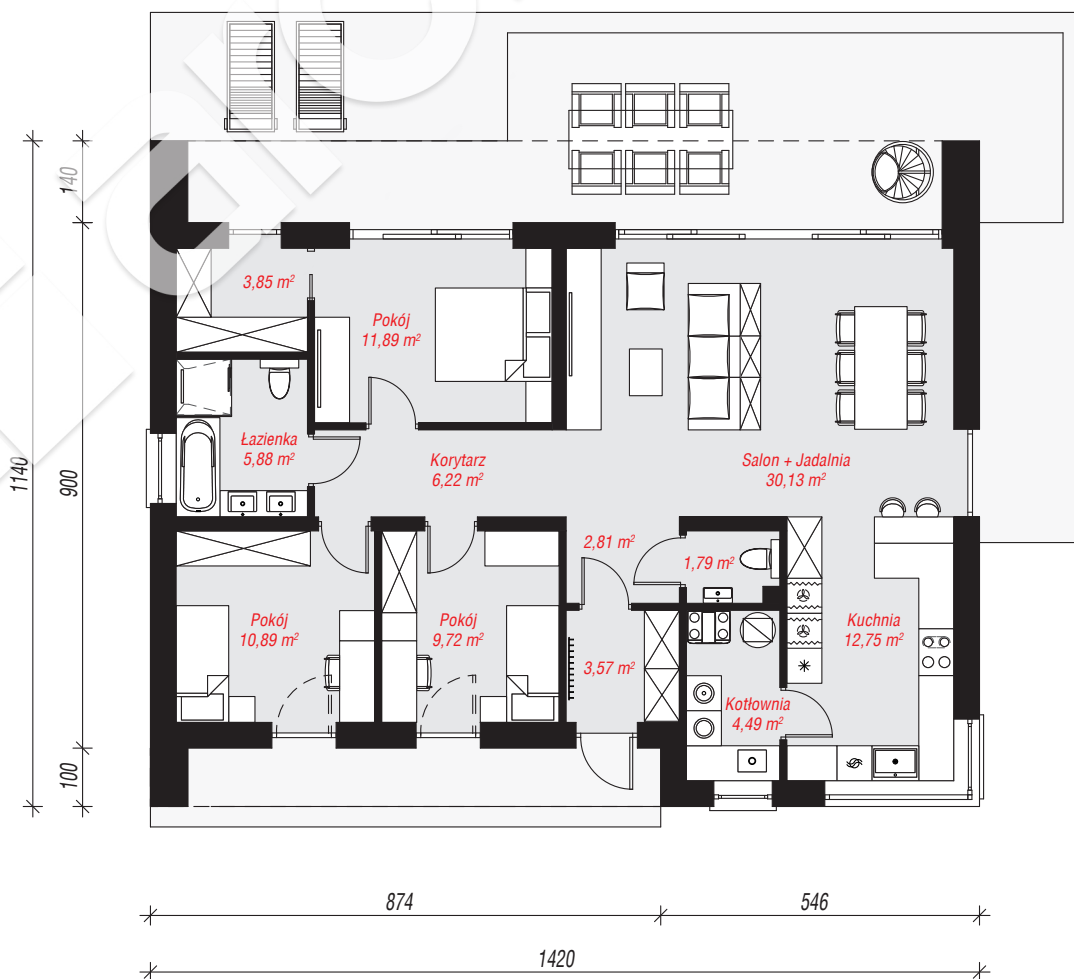 140
3,85 m²
Pokój
11,89 m²
Łazienka
5,88 m²
Korytarz
6,22 m²
Salon + Jadalnia
30,13 m²
1140
900
2,81 m²
1,79 m²
Pokój
10,89 m²
Pokój
9,72 m²
3,57 m²
Kuchnia
12,75 m²
Kotłownia
4,49 m²
100
874
546
1420